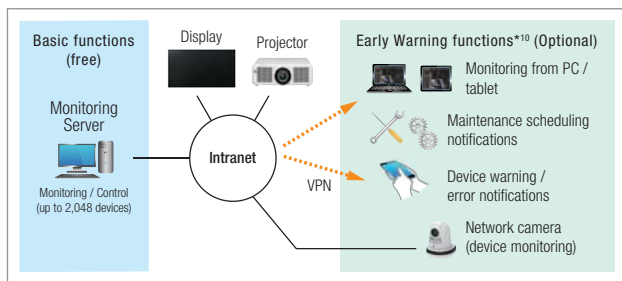 Basic functions
(free)
Monitoring
Server
Monitoring / Control
(up to 2,048 devices)
Display
Projector
Intranet
VPN
Early Warning functions*10 (Optional)
Monitoring from PC /
tablet
Maintenance scheduling
notifications
Device warning /
error notifications
Network camera
(device monitoring)